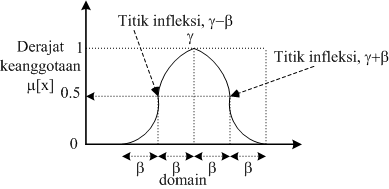 Titik infleksi, γ−β
γ
Derajat
keanggotaan
μ[x]
1
Titik infleksi, γ+β
0.5
0
β β β β
domain